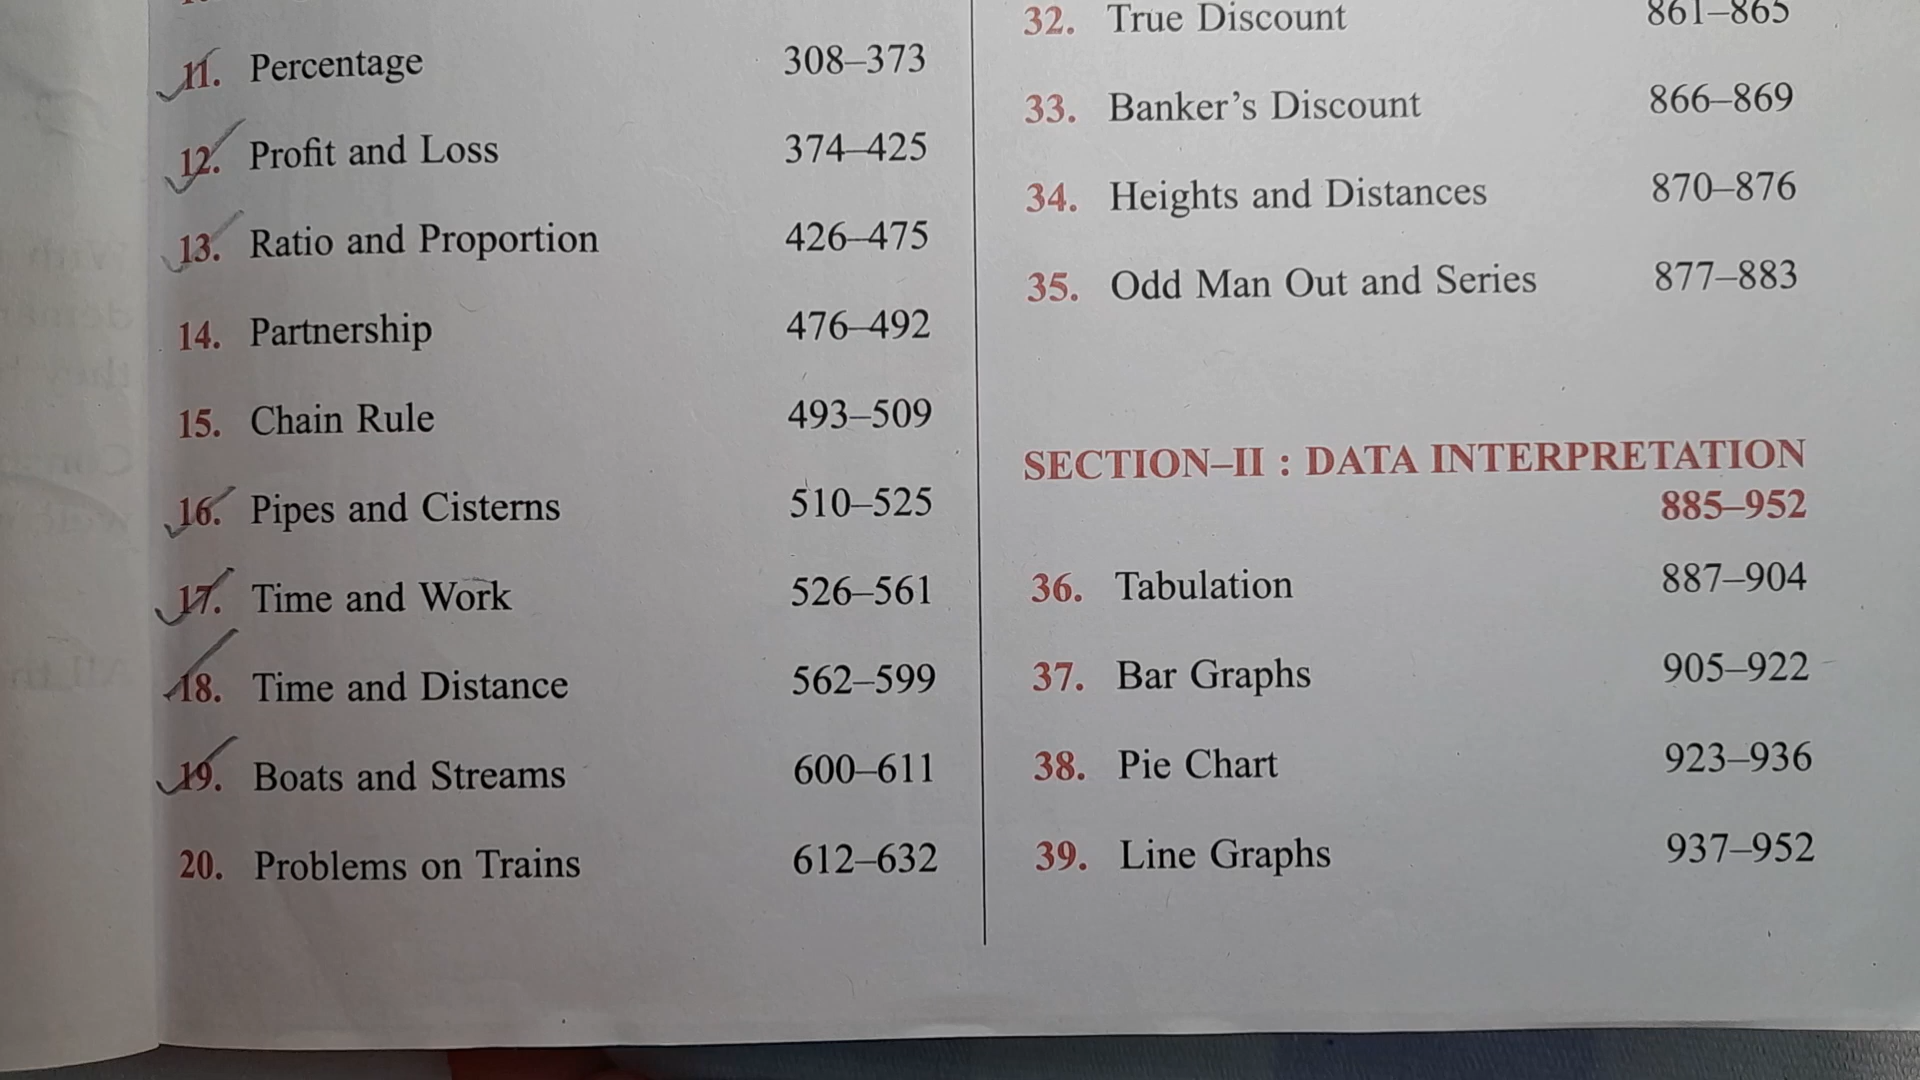 11. Percentage 308–373
12. Profit and Loss 374–425
13. Ratio and Proportion 426–475
14. Partnership 476–492
15. Chain Rule 493–509
16. Pipes and Cisterns 510–525
17. Time and Work 526–561
18. Time and Distance 562–599
19. Boats and Streams 600–611
20. Problems on Trains 612–632
32. True Discount 861–865
33. Banker’s Discount 866–869
34. Heights and Distances 870–876
35. Odd Man Out and Series 877–883
SECTION–II : DATA INTERPRETATION
885–952
36. Tabulation 887–904
37. Bar Graphs 905–922
38. Pie Chart 923–936
39. Line Graphs 937–952